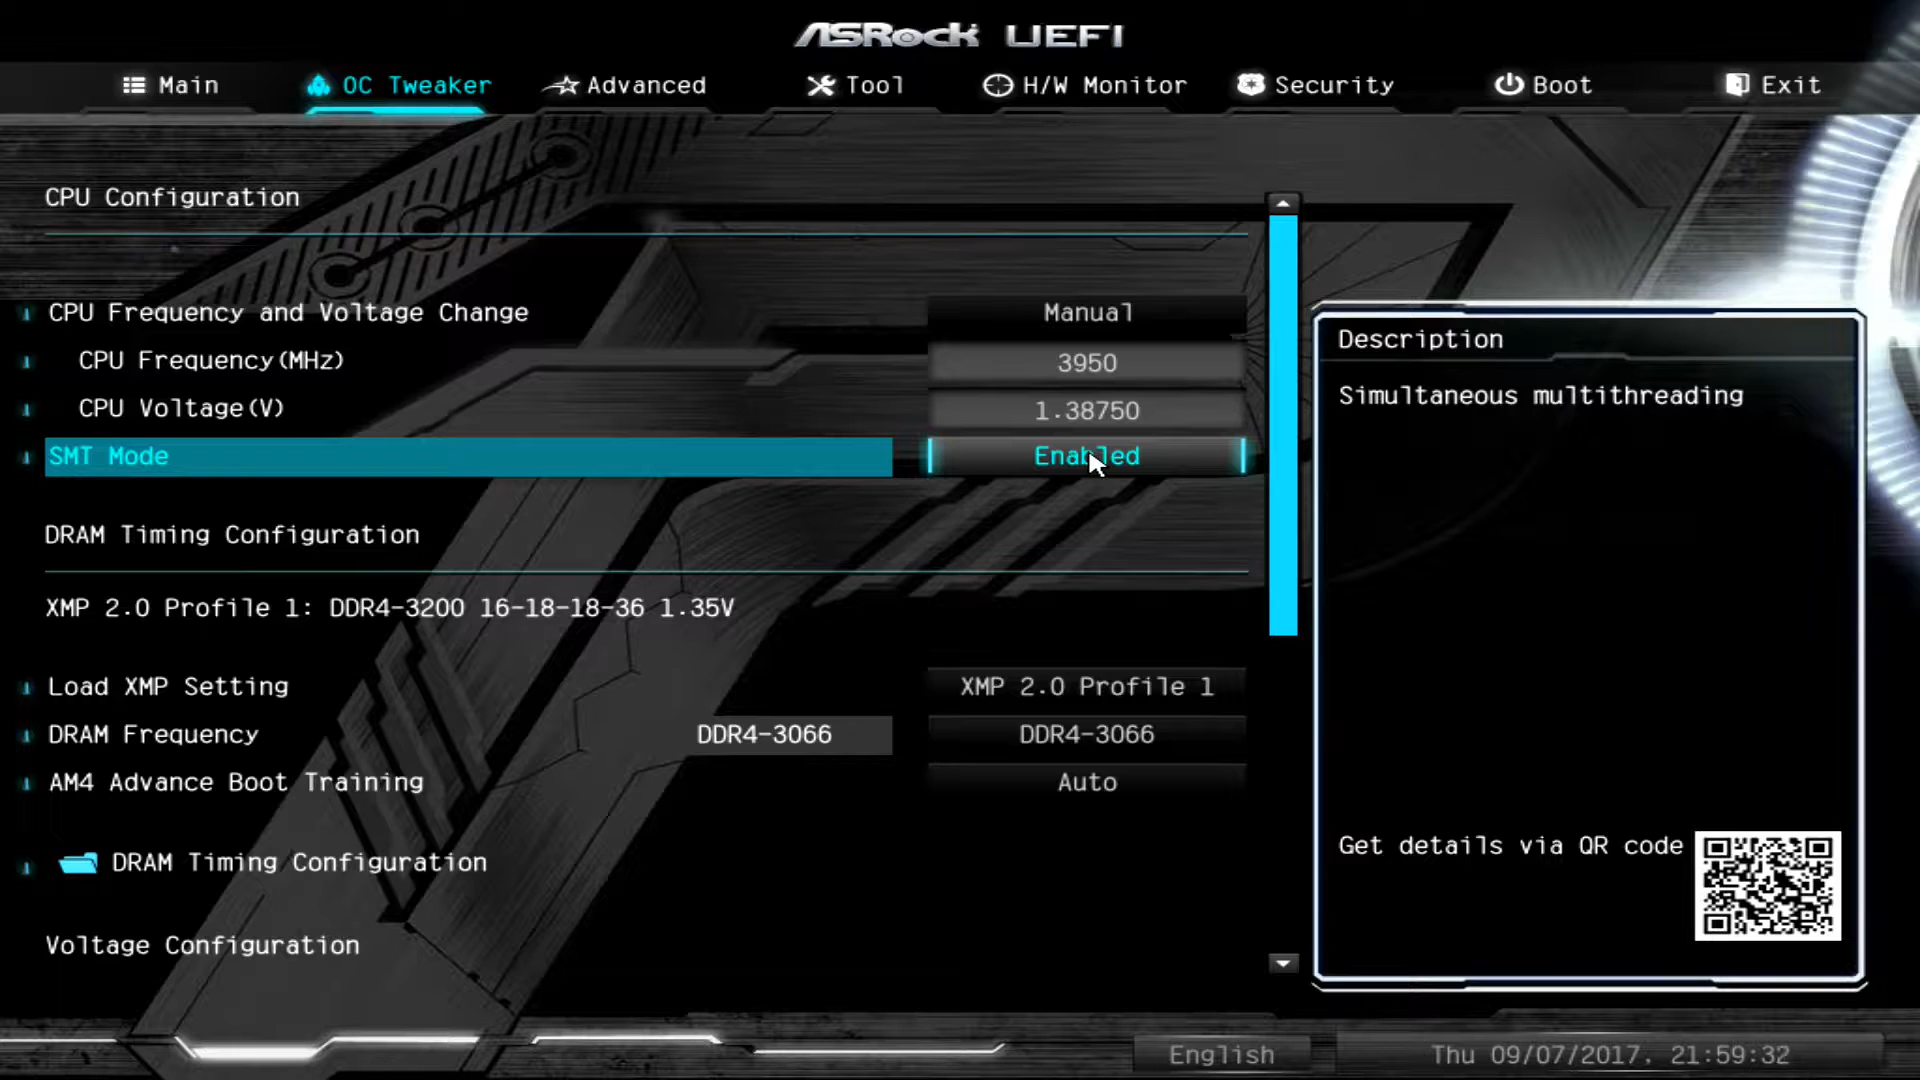 ASRock UEFI
Main OC Tweaker Advanced Tool H/W Monitor Security Boot Exit
CPU Configuration
CPU Frequency and Voltage Change Manual
CPU Frequency(MHz) 3950
CPU Voltage(V) 1.38750
SMT Mode Enabled
DRAM Timing Configuration
XMP 2.0 Profile 1: DDR4-3200 16-18-18-36 1.35V
Load XMP Setting XMP 2.0 Profile 1
DRAM Frequency DDR4-3066 DDR4-3066
AM4 Advance Boot Training Auto
DRAM Timing Configuration
Voltage Configuration
Description
Simultaneous multithreading
Get details via QR code
English Thu 09/07/2017, 21:59:32